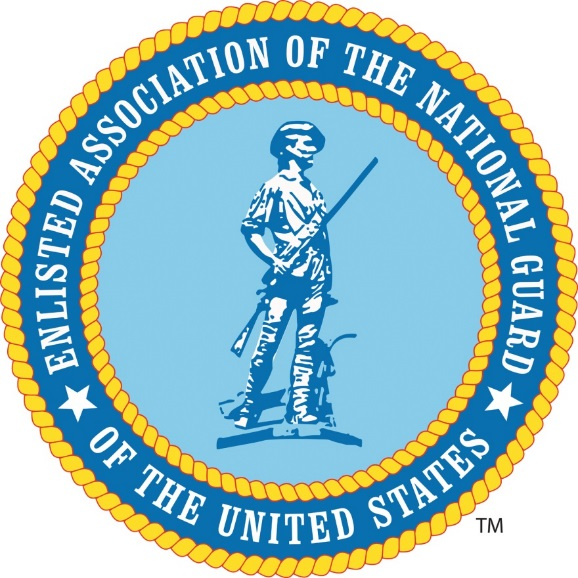 ENLISTED ASSOCIATION OF THE NATIONAL GUARD
OF THE UNITED STATES
TM